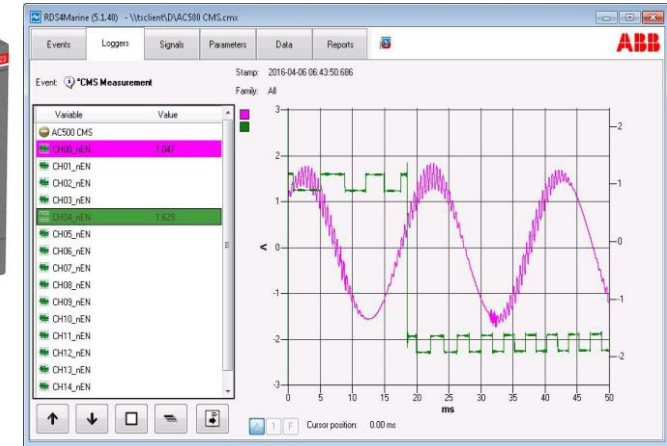 RDS4Marine (5.1.40) - \\tsclient\D\AC500 CMS.cmx
Events Loggers Signals Parameters Data Reports
ABB
Event: *CMS Measurement
Stamp: 2016-04-06 06:43:50.686
Family: All
Variable Value
AC500 CMS
CH00_nEN 1.047
CH01_nEN
CH02_nEN
CH03_nEN
CH04_nEN 1.629
CH05_nEN
CH06_nEN
CH07_nEN
CH08_nEN
CH09_nEN
CH10_nEN
CH11_nEN
CH12_nEN
CH13_nEN
CH14_nEN
3
2
1
0
-1
-2
-3
A
2
1
0
-1
-2
0 5 10 15 20 25 30 35 40 45 50
ms
A 1 F Cursor position: 0.00 ms